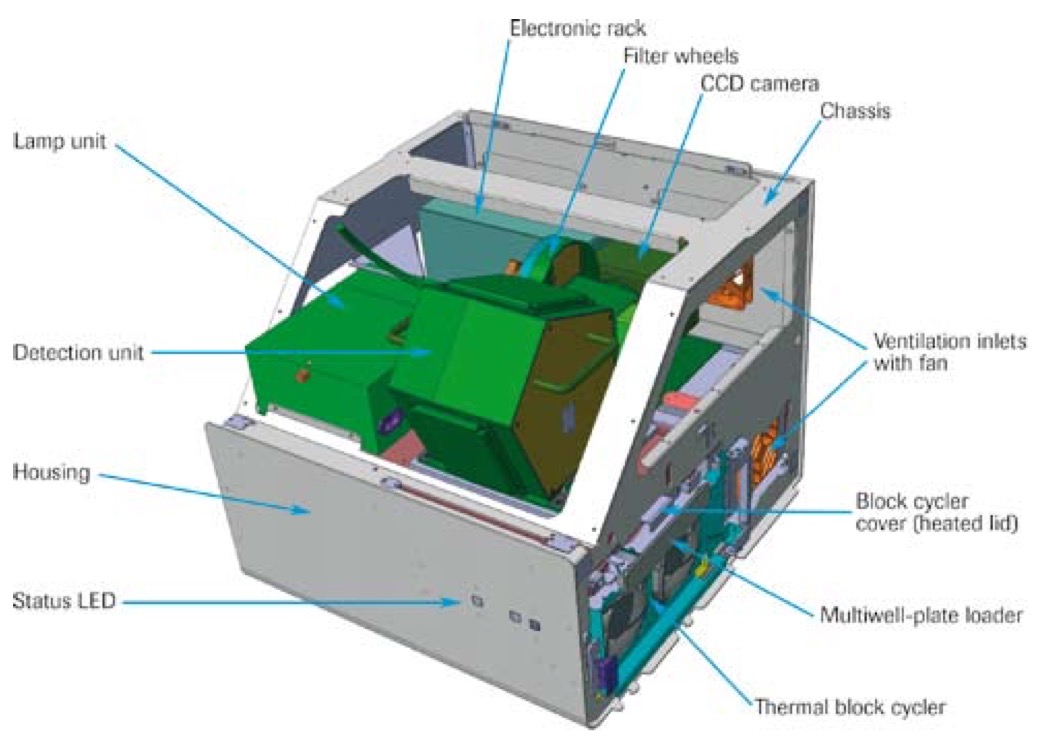 Electronic rack
Filter wheels
CCD camera
Chassis
Lamp unit
Detection unit
Ventilation inlets
with fan
Housing
Block cycler
cover (heated lid)
Status LED
Multiwell-plate loader
Thermal block cycler